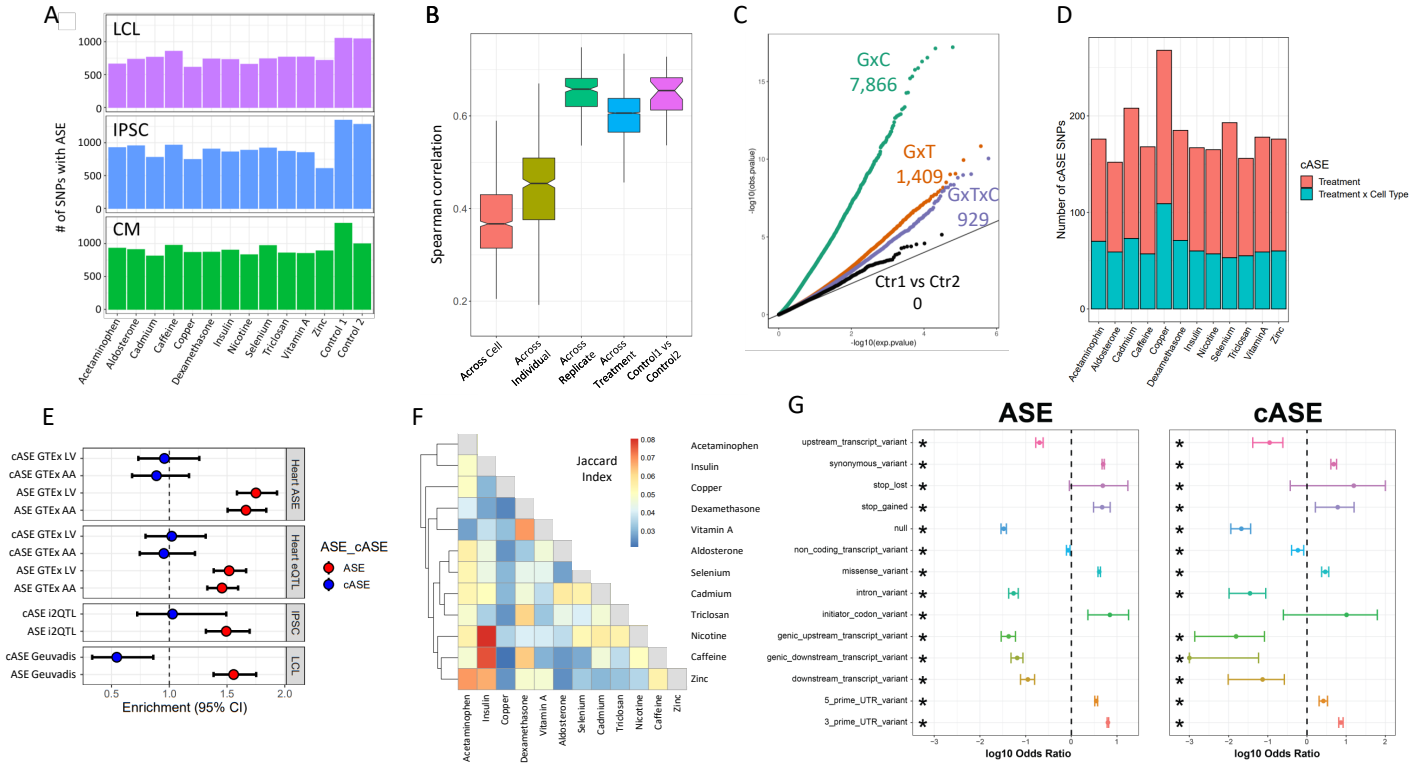 A
LCL
IPSC
CM
# of SNPs with ASE
1000
500
0
1000
500
0
1000
500
0
Acetaminophen
Aldosterone
Cadmium
Caffeine
Copper
Dexamethasone
Insulin
Nicotine
Selenium
Triclosan
Vitamin A
Zinc
Control 1
Control 2
B
Spearman correlation
0.6
0.4
0.2
Across Cell
Across
Individual
Across
Replicate
Across
Treatment
Control1 vs
Control2
C
GxC
7,866
GxT
1,409
GxTxC
929
Ctr1 vs Ctr2
0
-log10(obs.pvalue)
15
10
5
0
0
2
4
6
-log10(exp.pvalue)
D
Number of cASE SNPs
200
100
0
Acetaminophin
Aldosterone
Cadmium
Caffeine
Copper
Dexamethasone
Insulin
Nicotine
Selenium
Triclosan
VitaminA
Zinc
cASE
Treatment
Treatment x Cell Type
E
cASE GTEx LV
cASE GTEx AA
ASE GTEx LV
ASE GTEx AA
Heart ASE
cASE GTEx LV
cASE GTEx AA
ASE GTEx LV
ASE GTEx AA
Heart eQTL
cASE i2QTL
ASE i2QTL
IPSC
cASE Geuvadis
ASE Geuvadis
LCL
0.5
1.0
1.5
2.0
Enrichment (95% CI)
ASE_cASE
ASE
cASE
F
Jaccard
Index
0.08
0.07
0.06
0.05
0.04
0.03
Acetaminophen
Insulin
Copper
Dexamethasone
Vitamin A
Aldosterone
Selenium
Cadmium
Triclosan
Nicotine
Caffeine
Zinc
Acetaminophen
Insulin
Copper
Dexamethasone
Vitamin A
Aldosterone
Selenium
Cadmium
Triclosan
Nicotine
Caffeine
Zinc
G
ASE
cASE
upstream_transcript_variant * *
synonymous_variant * *
stop_lost * *
stop_gained * *
null * *
non_coding_transcript_variant * *
missense_variant * *
intron_variant * *
initiator_codon_variant *
genic_upstream_transcript_variant * *
genic_downstream_transcript_variant * *
downstream_transcript_variant * *
5_prime_UTR_variant * *
3_prime_UTR_variant * *
−3
−2
−1
0
1
log10 Odds Ratio
−3
−2
−1
0
1
2
log10 Odds Ratio